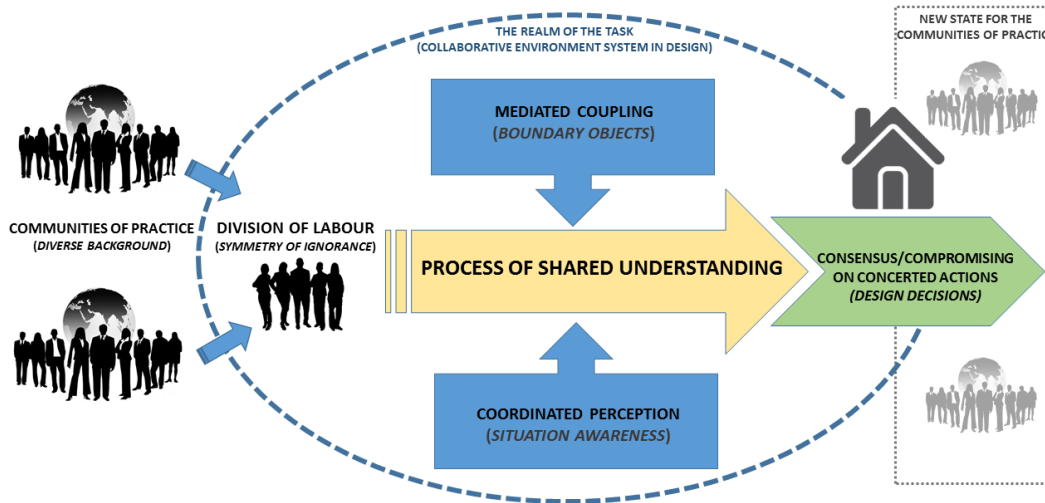 THE REALM OF THE TASK
(COLLABORATIVE ENVIRONMENT SYSTEM IN DESIGN)
NEW STATE FOR THE
COMMUNITIES OF PRACTIC
MEDIATED COUPLING
(BOUNDARY OBJECTS)
COMMUNITIES OF PRACTICE
(DIVERSE BACKGROUND)
DIVISION OF LABOUR
(SYMMETRY OF IGNORANCE)
PROCESS OF SHARED UNDERSTANDING
CONSENSUS/COMPROMISING
ON CONCERTED ACTIONS
(DESIGN DECISIONS)
COORDINATED PERCEPTION
(SITUATION AWARENESS)